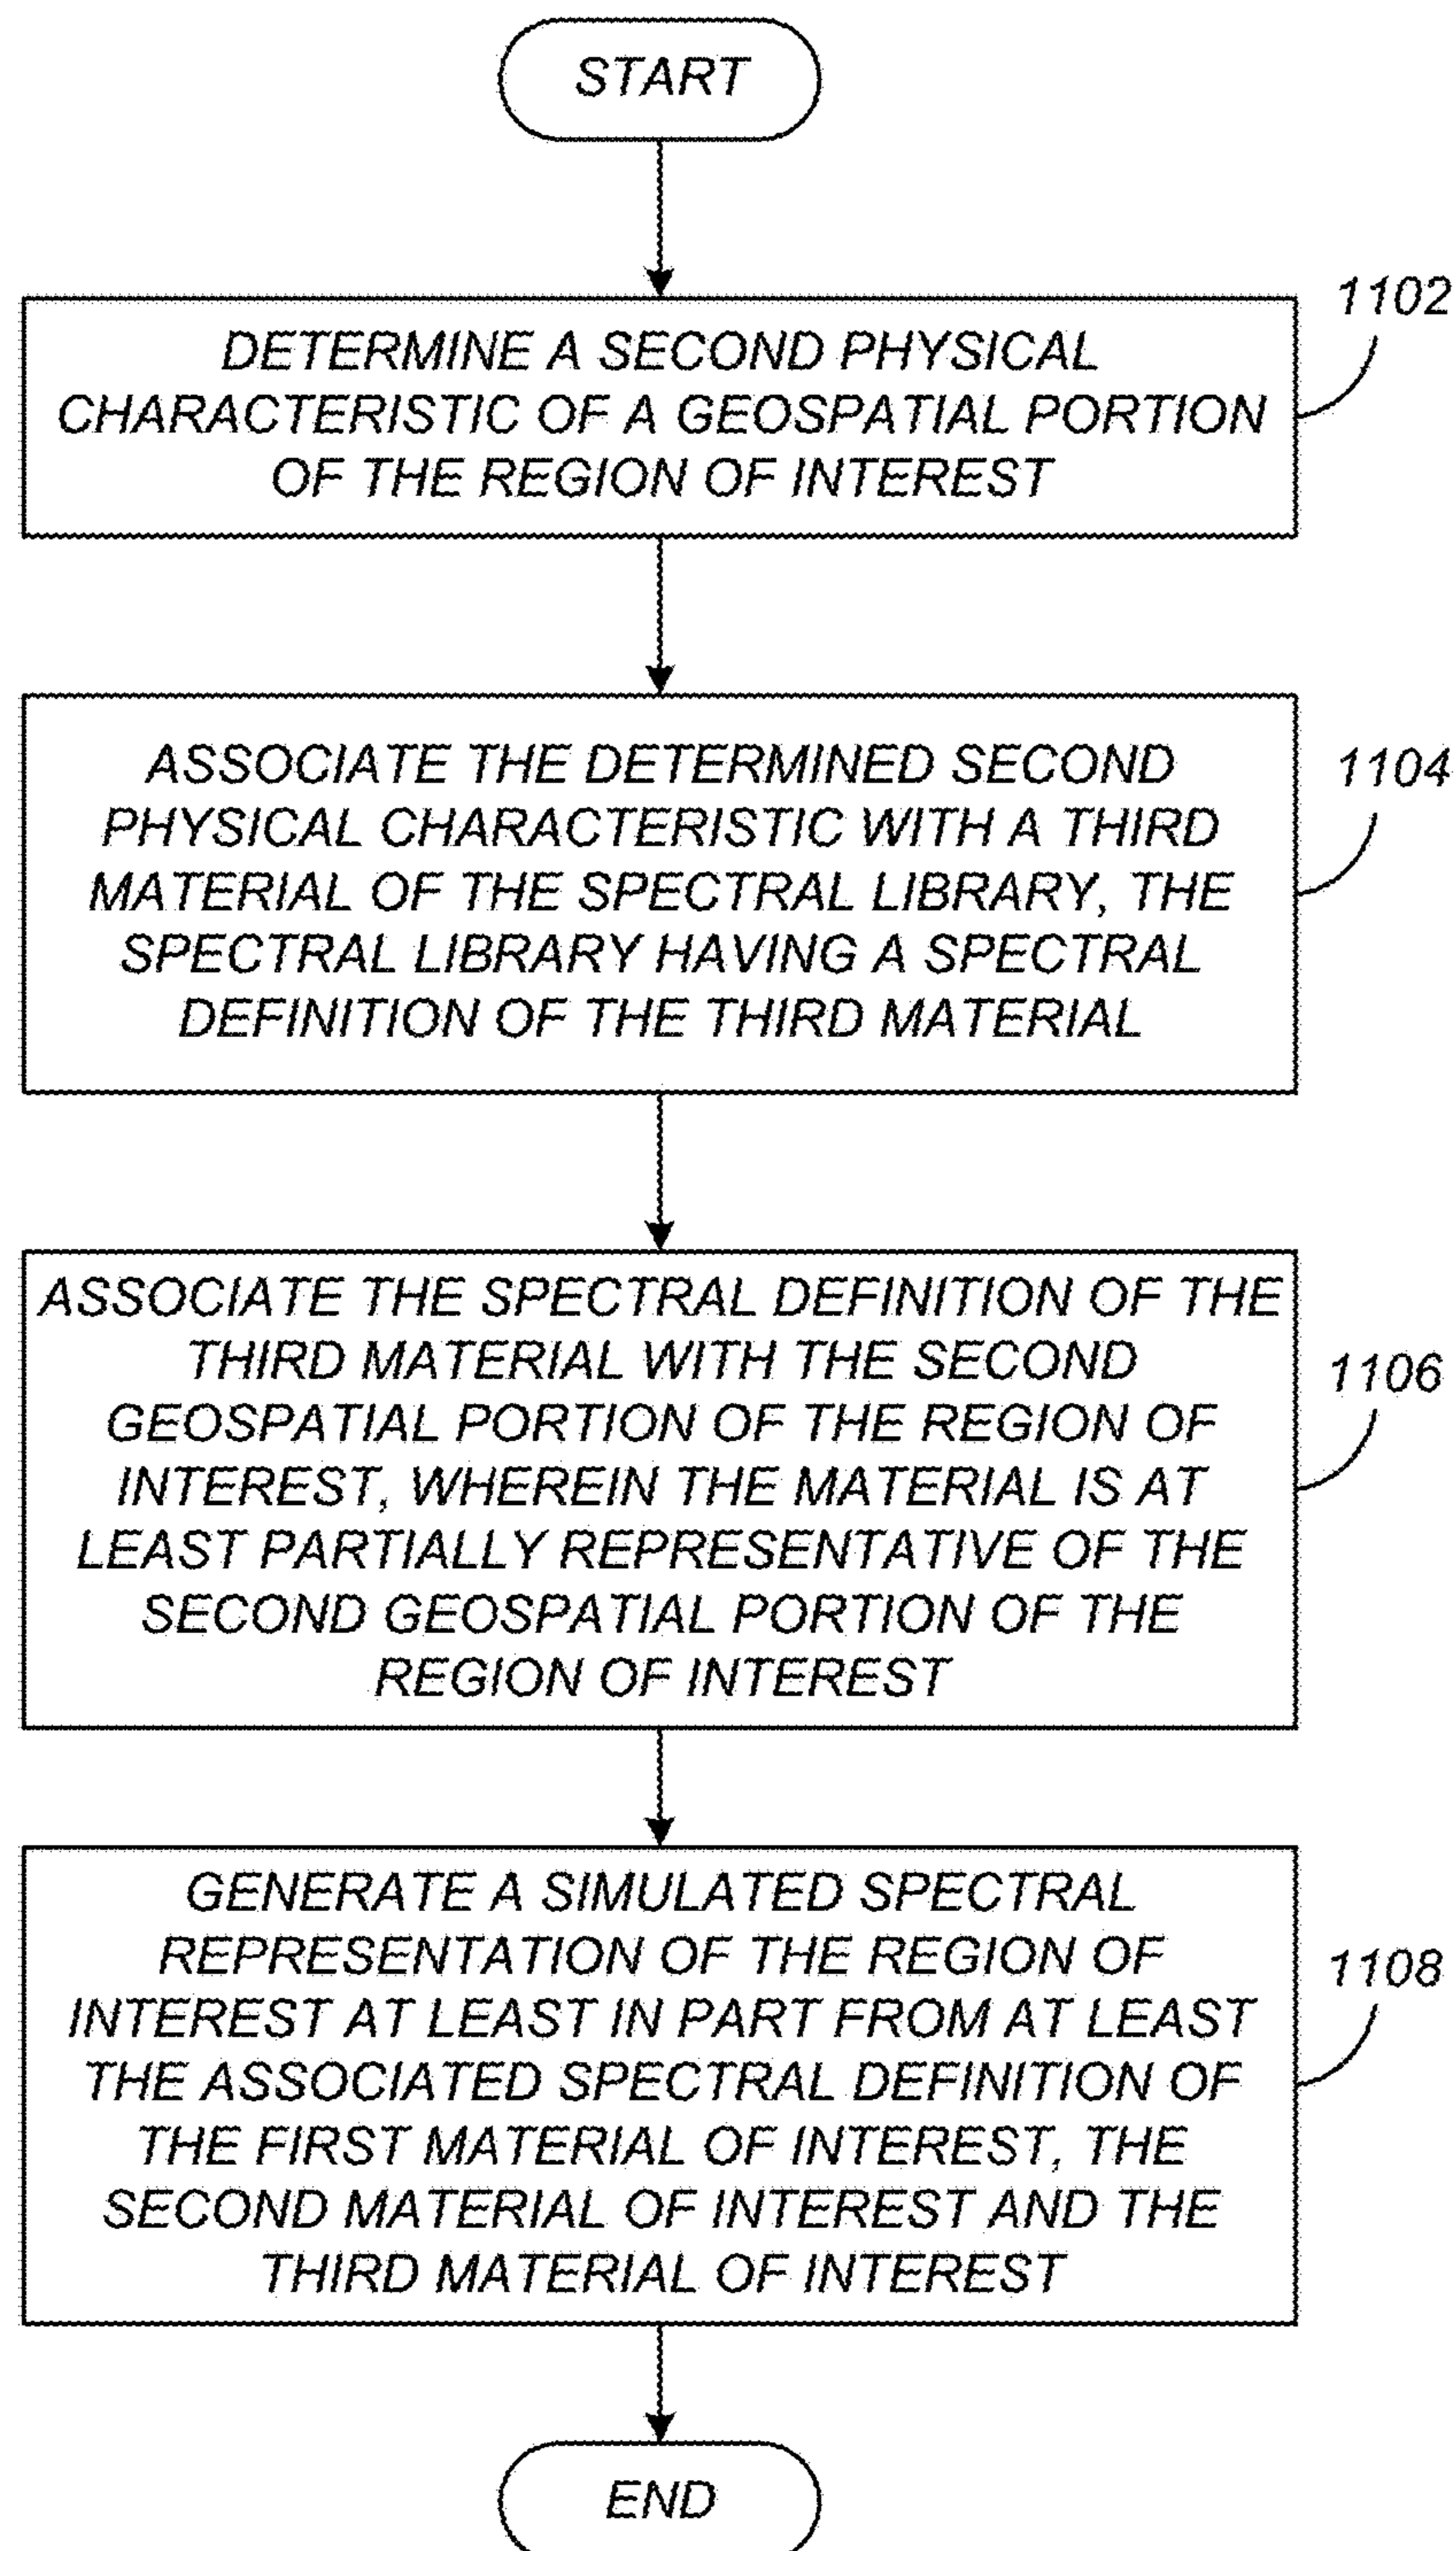 START
1102
DETERMINE A SECOND PHYSICAL
CHARACTERISTIC OF A GEOSPATIAL PORTION
OF THE REGION OF INTEREST
1104
ASSOCIATE THE DETERMINED SECOND
PHYSICAL CHARACTERISTIC WITH A THIRD
MATERIAL OF THE SPECTRAL LIBRARY, THE
SPECTRAL LIBRARY HAVING A SPECTRAL
DEFINITION OF THE THIRD MATERIAL
1106
ASSOCIATE THE SPECTRAL DEFINITION OF THE
THIRD MATERIAL WITH THE SECOND
GEOSPATIAL PORTION OF THE REGION OF
INTEREST, WHEREIN THE MATERIAL IS AT
LEAST PARTIALLY REPRESENTATIVE OF THE
SECOND GEOSPATIAL PORTION OF THE
REGION OF INTEREST
1108
GENERATE A SIMULATED SPECTRAL
REPRESENTATION OF THE REGION OF
INTEREST AT LEAST IN PART FROM AT LEAST
THE ASSOCIATED SPECTRAL DEFINITION OF
THE FIRST MATERIAL OF INTEREST, THE
SECOND MATERIAL OF INTEREST AND THE
THIRD MATERIAL OF INTEREST
END